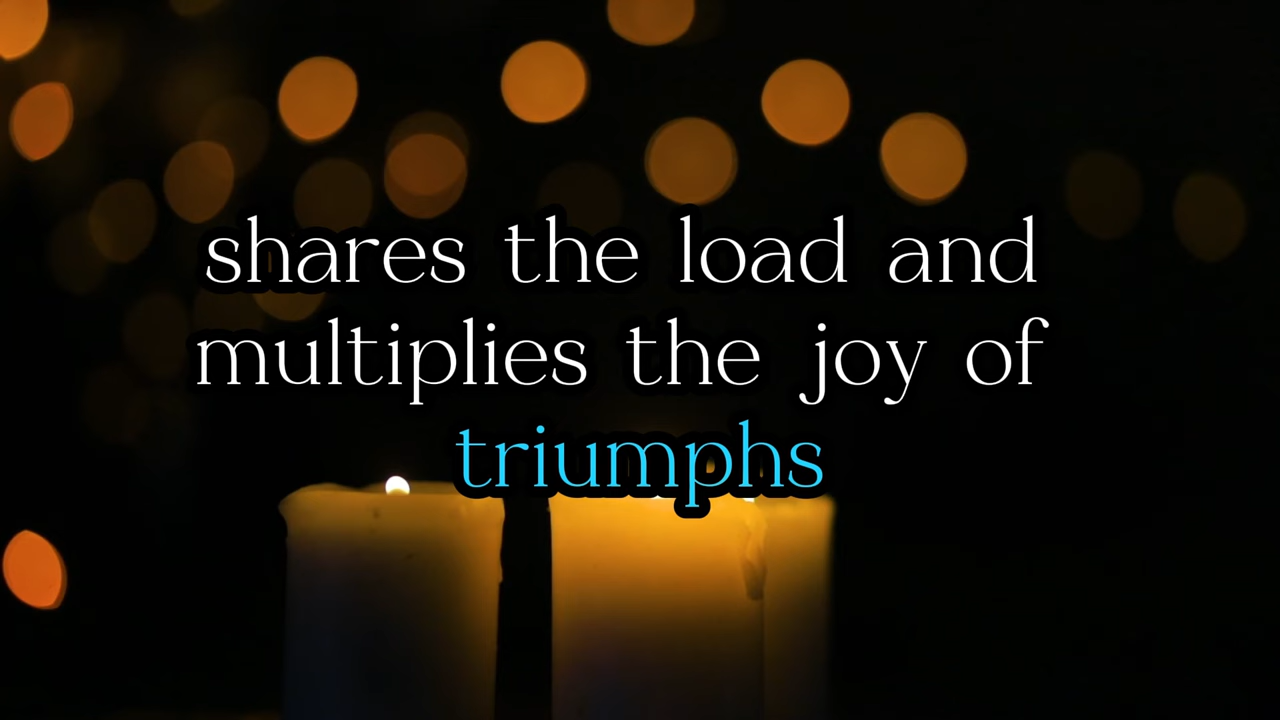 shares the load and
multiplies the joy of
triumphs